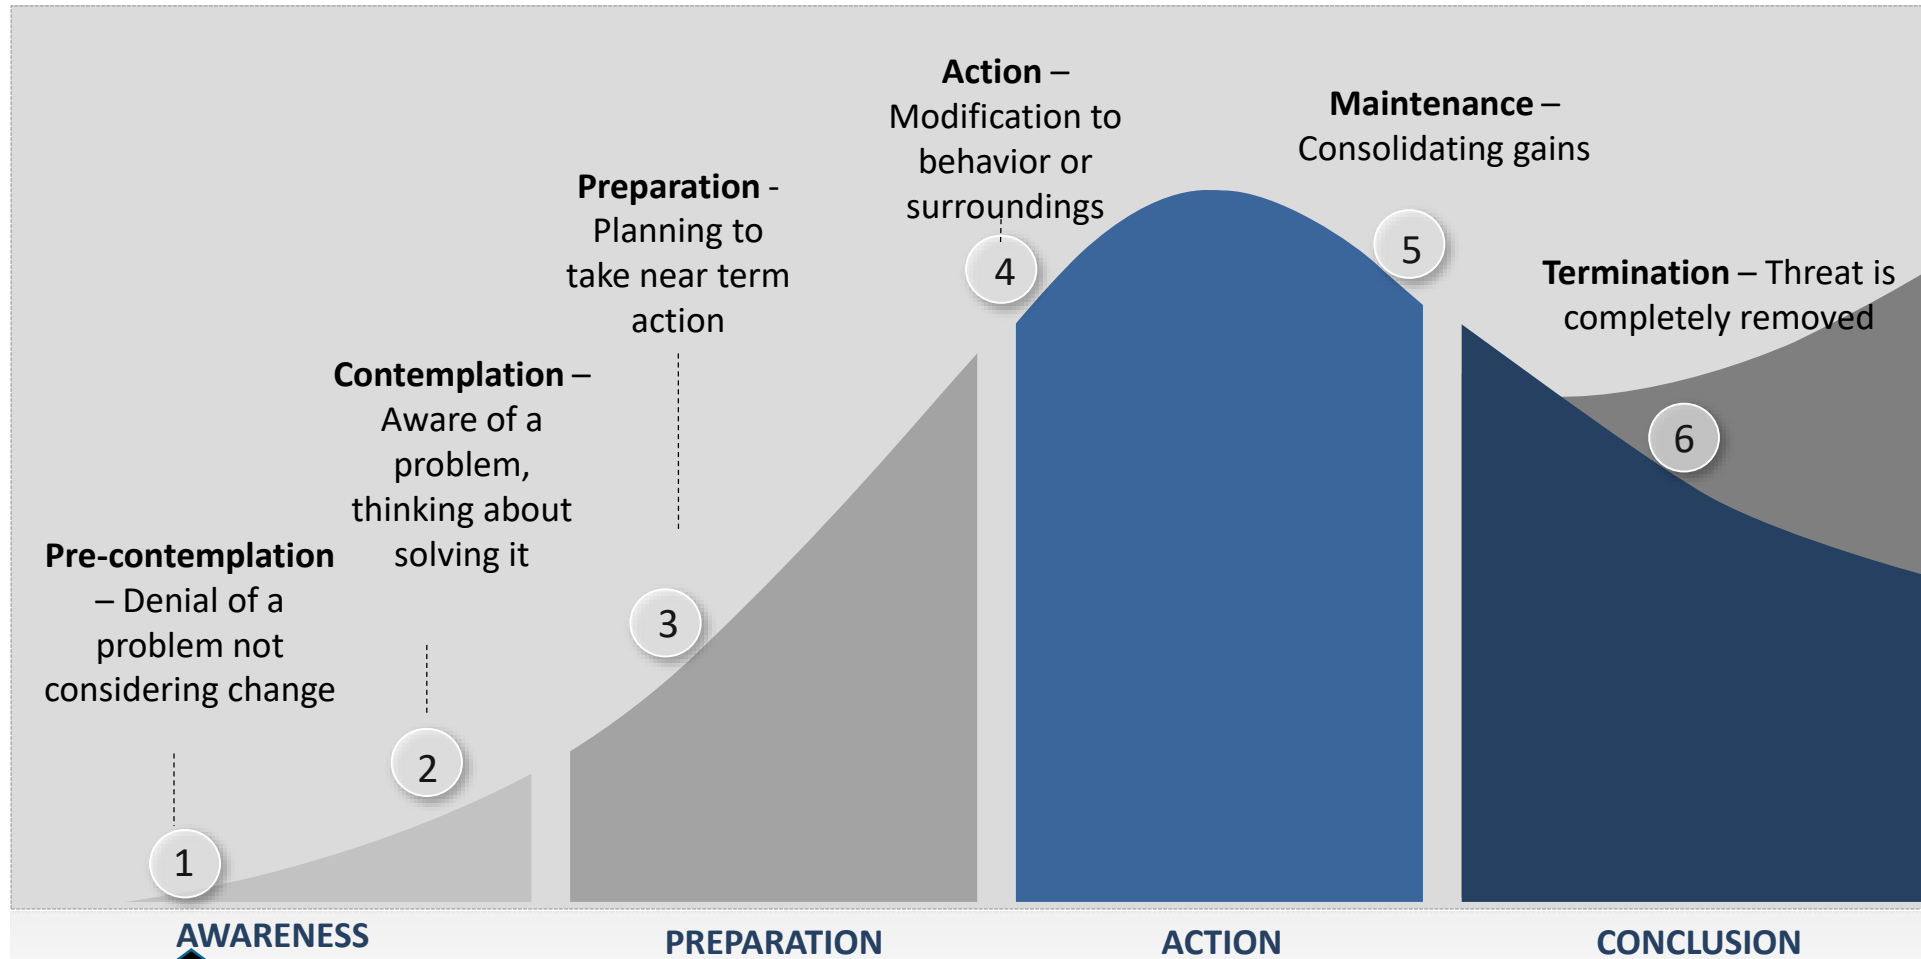 Pre-contemplation
– Denial of a
problem not
considering change
1
Contemplation –
Aware of a
problem,
thinking about
solving it
2
Preparation -
Planning to
take near term
action
3
Action –
Modification to
behavior or
surroundings
4
Maintenance –
Consolidating gains
5
Termination – Threat is
completely removed
6
AWARENESS
PREPARATION
ACTION
CONCLUSION